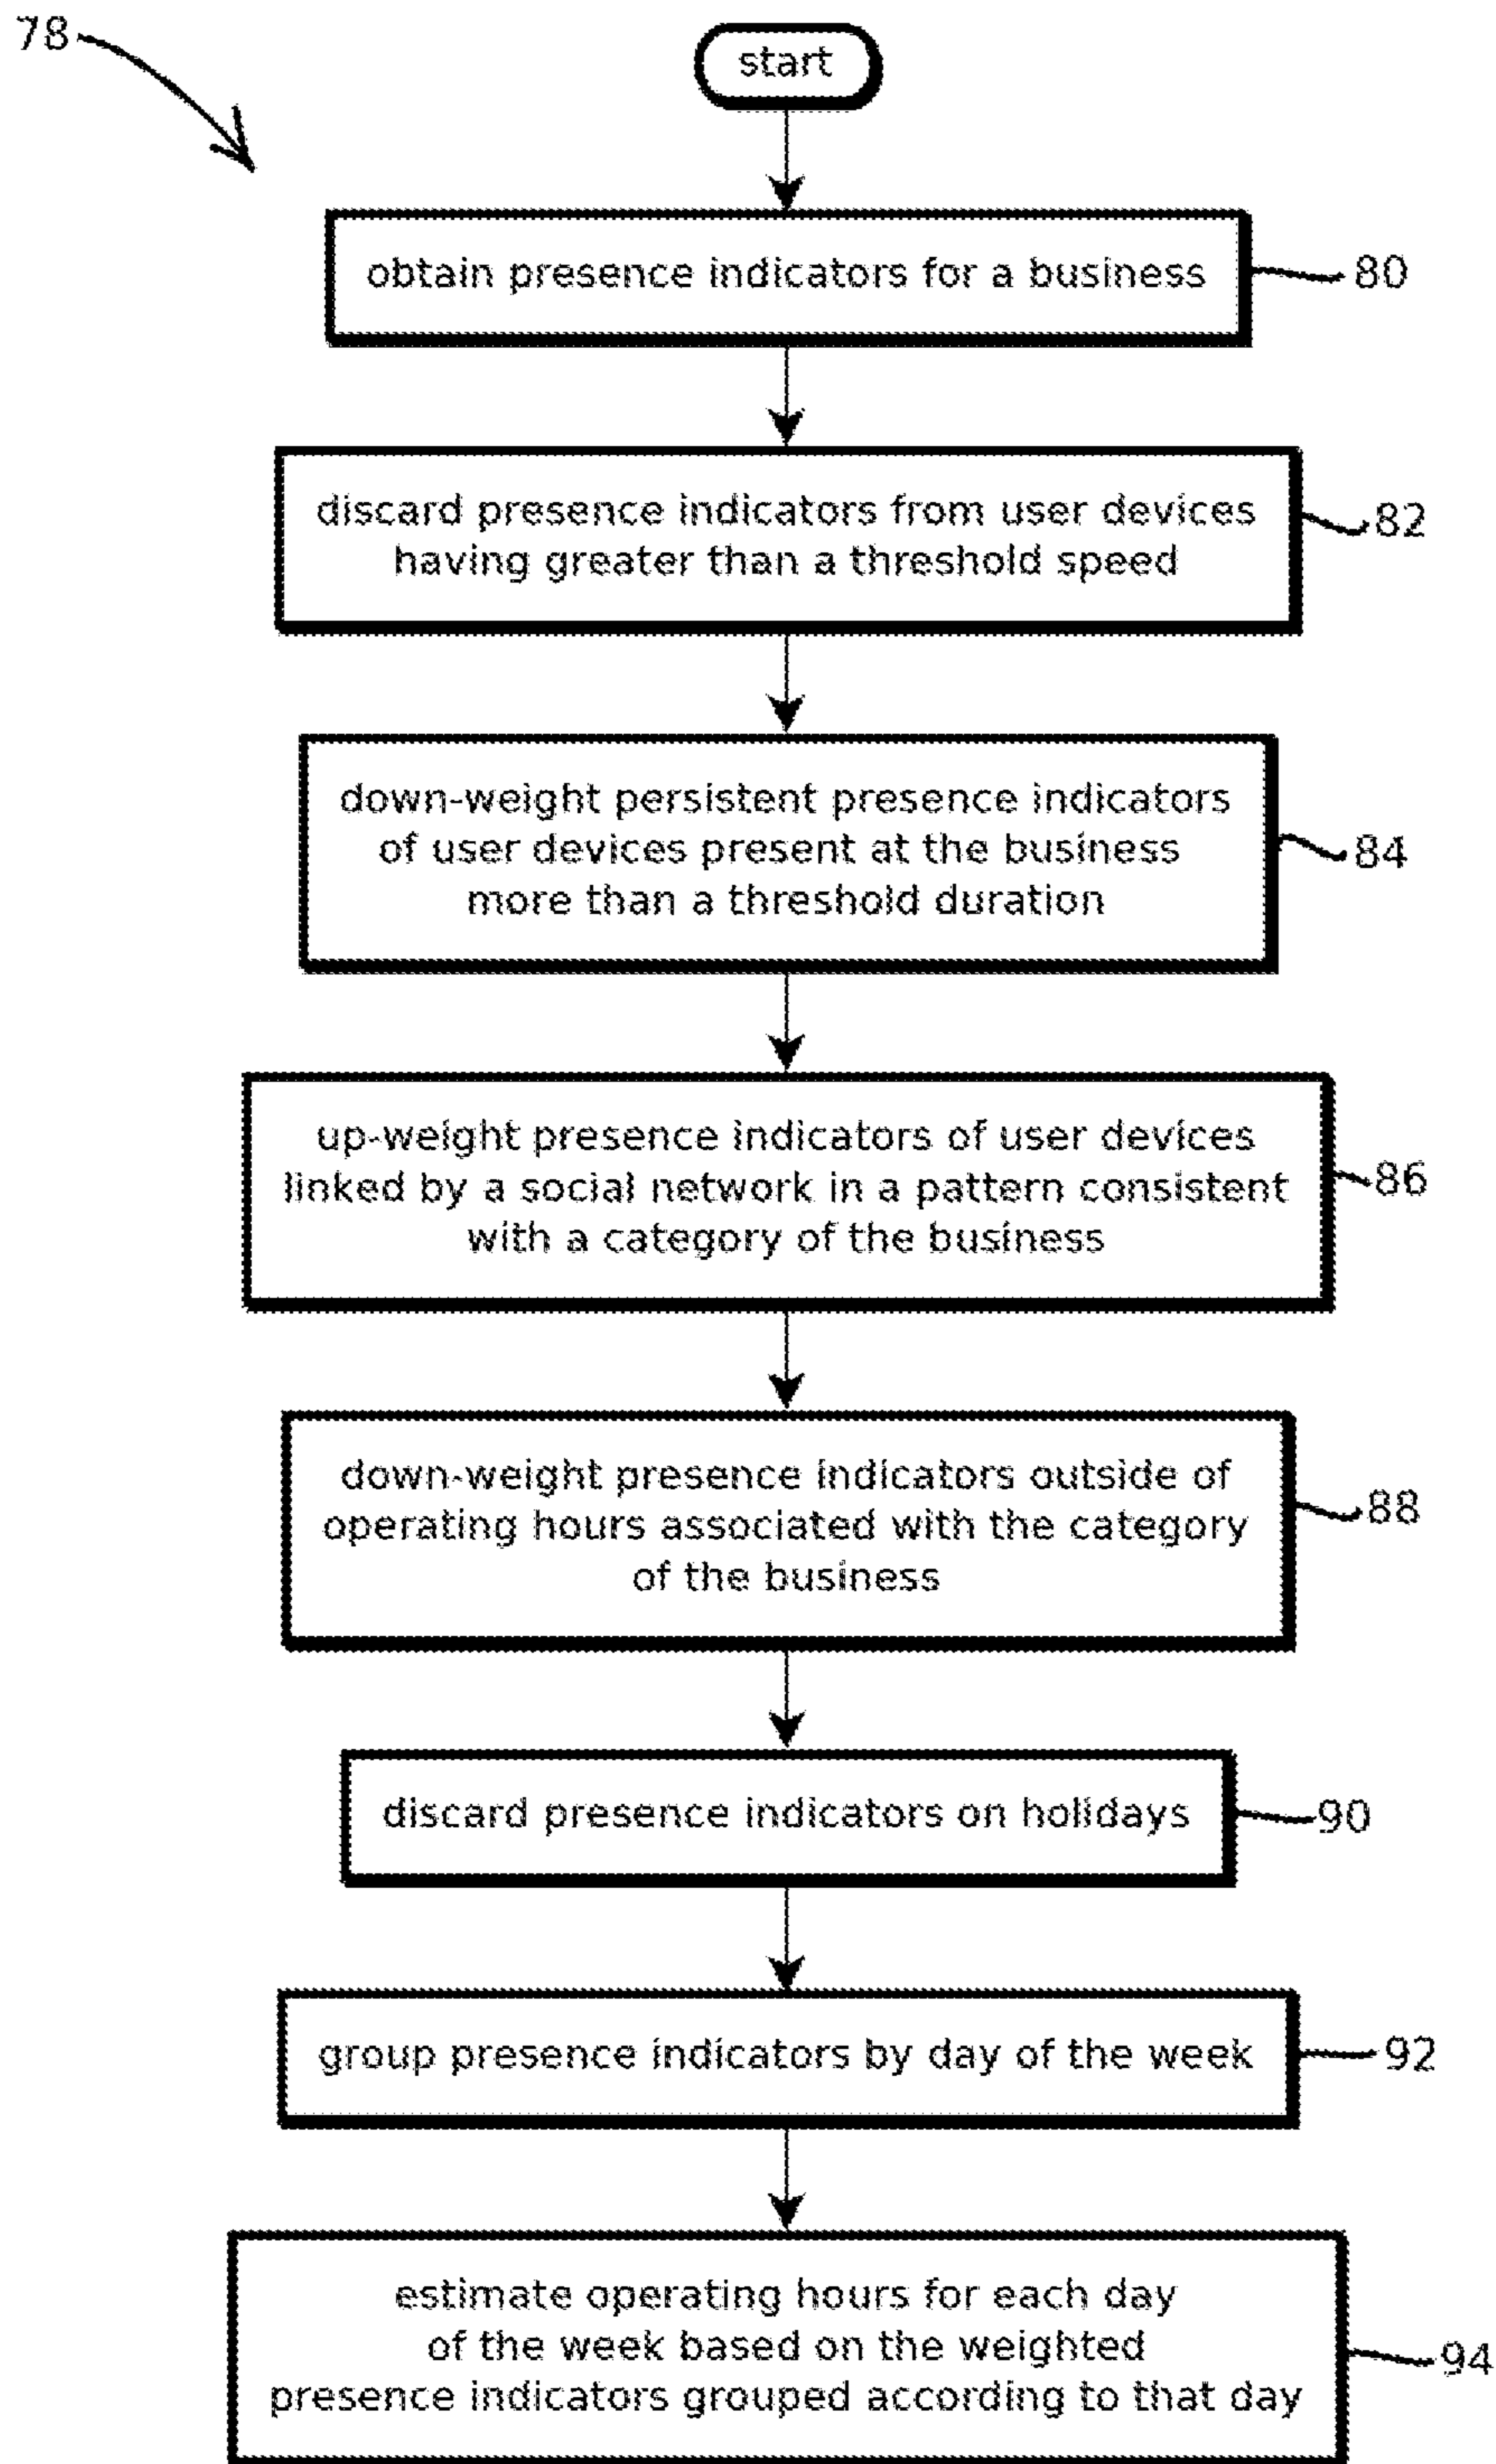 78
start
obtain presence indicators for a business
80
discard presence indicators from user devices
having greater than a threshold speed
82
down-weight persistent presence indicators
of user devices present at the business
more than a threshold duration
84
up-weight presence indicators of user devices
linked by a social network in a pattern consistent
with a category of the business
86
down-weight presence indicators outside of
operating hours associated with the category
of the business
88
discard presence indicators on holidays
90
group presence indicators by day of the week
92
estimate operating hours for each day
of the week based on the weighted
presence indicators grouped according to that day
94